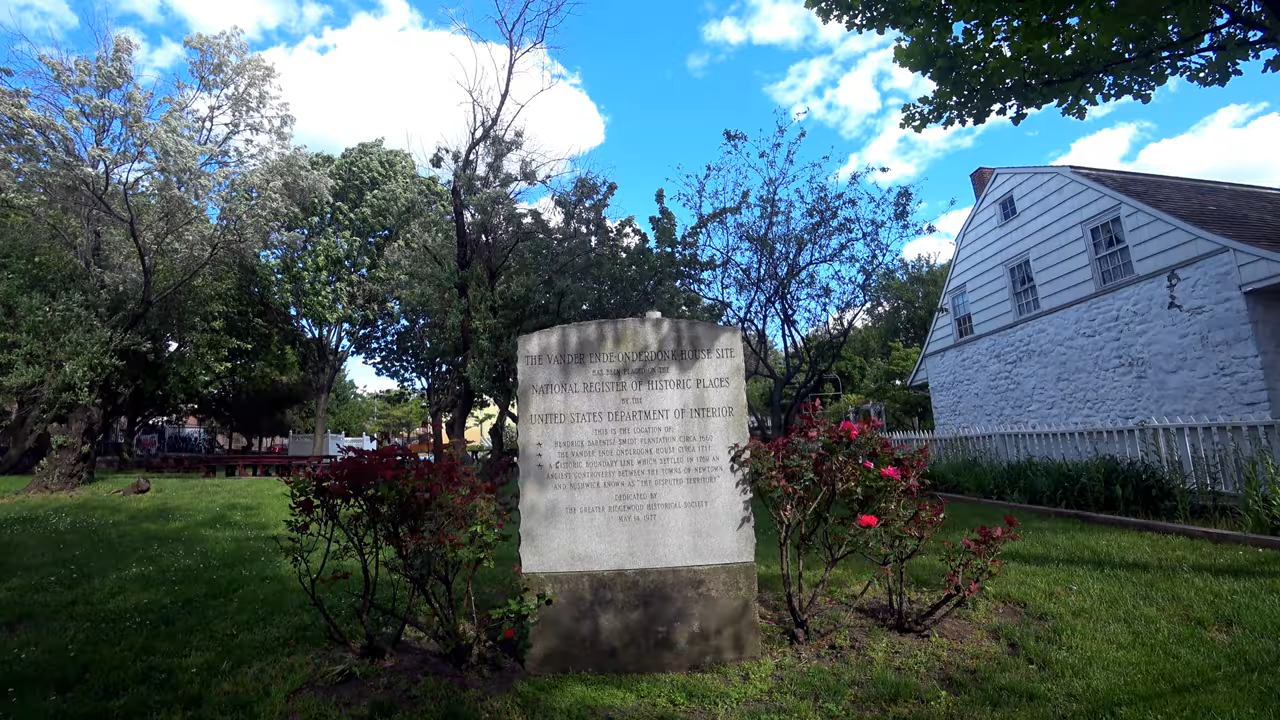 THE VANDER ENDE-ONDERDONK HOUSE SITE
HAS BEEN PLACED ON THE
NATIONAL REGISTER OF HISTORIC PLACES
BY THE
UNITED STATES DEPARTMENT OF INTERIOR
THIS IS THE LOCATION OF:
HENDRICK BARENTSZ SMIDT PLANTATION CIRCA 1660
THE VANDER ENDE ONDERDONK HOUSE CIRCA 1731
A HISTORIC BOUNDARY LINE WHICH SETTLED IN 1769 AN
ANCIENT CONTROVERSY BETWEEN THE TOWNS OF NEWTOWN
AND BUSHWICK KNOWN AS "THE DISPUTED TERRITORY"
DEDICATED BY
THE GREATER RIDGEWOOD HISTORICAL SOCIETY
MAY 14, 1977